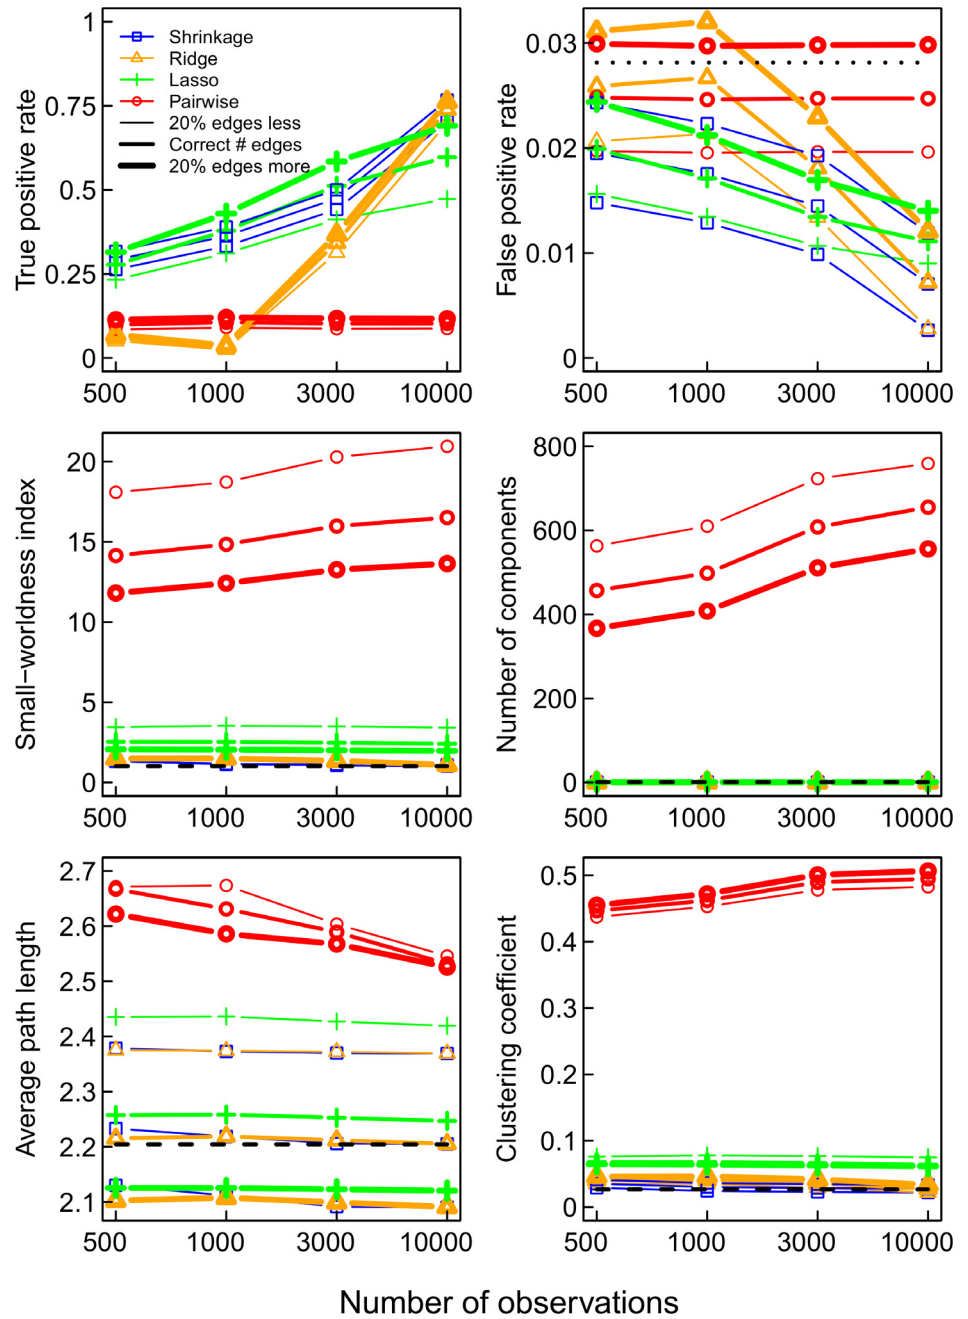 True positive rate
1
0.75
0.5
0.25
0
Shrinkage
Ridge
Lasso
Pairwise
20% edges less
Correct # edges
20% edges more
500 1000 3000 10000
False positive rate
0.03
0.02
0.01
0
500 1000 3000 10000
Small−worldness index
20
15
10
5
0
500 1000 3000 10000
Number of components
800
600
400
200
0
500 1000 3000 10000
Average path length
2.7
2.6
2.5
2.4
2.3
2.2
2.1
500 1000 3000 10000
Clustering coefficient
0.5
0.4
0.3
0.2
0.1
0
500 1000 3000 10000
Number of observations